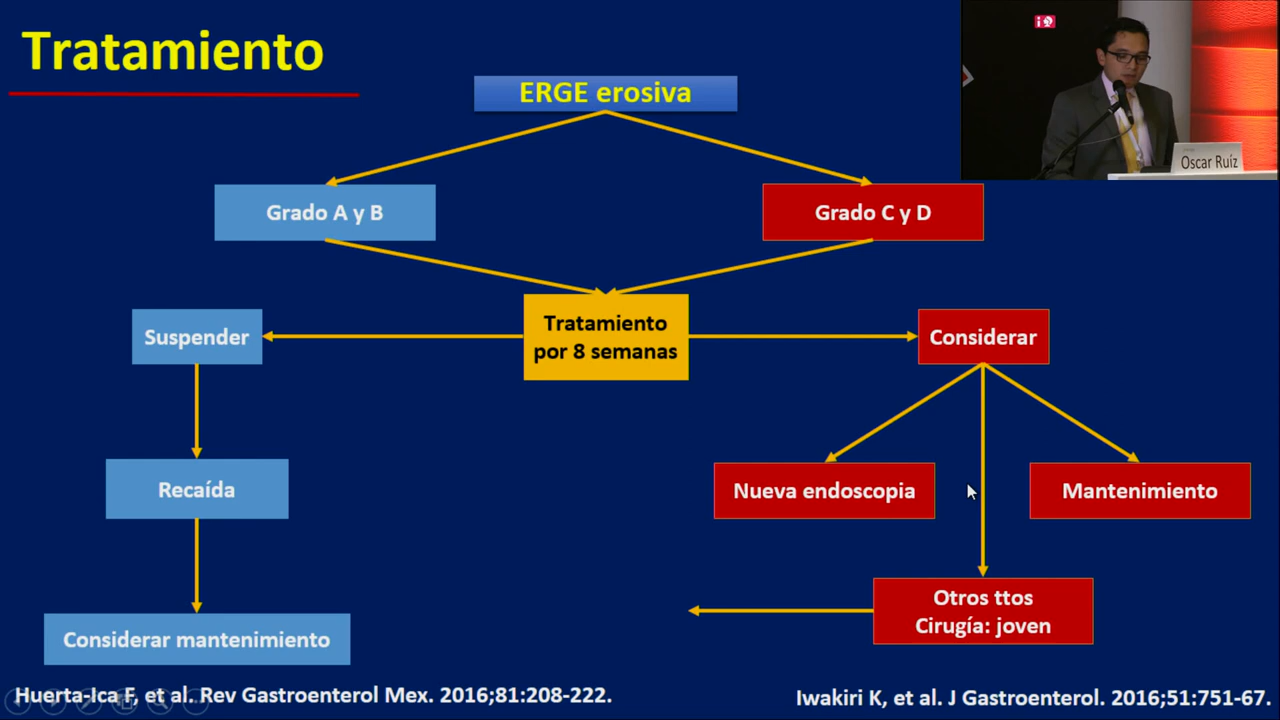 Tratamiento
ERGE erosiva
Oscar Ruíz
Grado A y B
Grado C y D
Tratamiento
por 8 semanas
Suspender
Considerar
Recaída
Nueva endoscopia
Mantenimiento
Otros ttos
Cirugía: joven
Considerar mantenimiento
Huerta-Ica F, et al. Rev Gastroenterol Mex. 2016;81:208-222.
Iwakiri K, et al. J Gastroenterol. 2016;51:751-67.